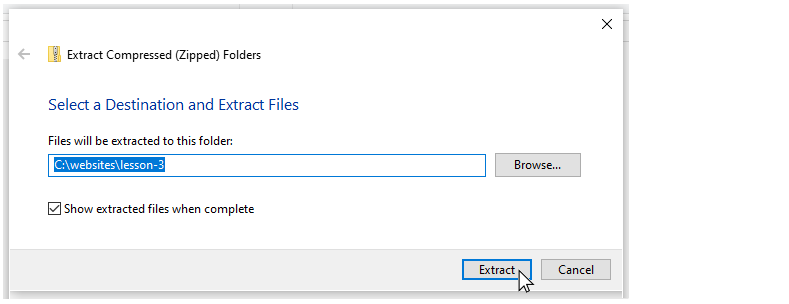 Extract Compressed (Zipped) Folders
Select a Destination and Extract Files
Files will be extracted to this folder:
C:\websites\lesson-3
Browse...
Show extracted files when complete
Extract
Cancel